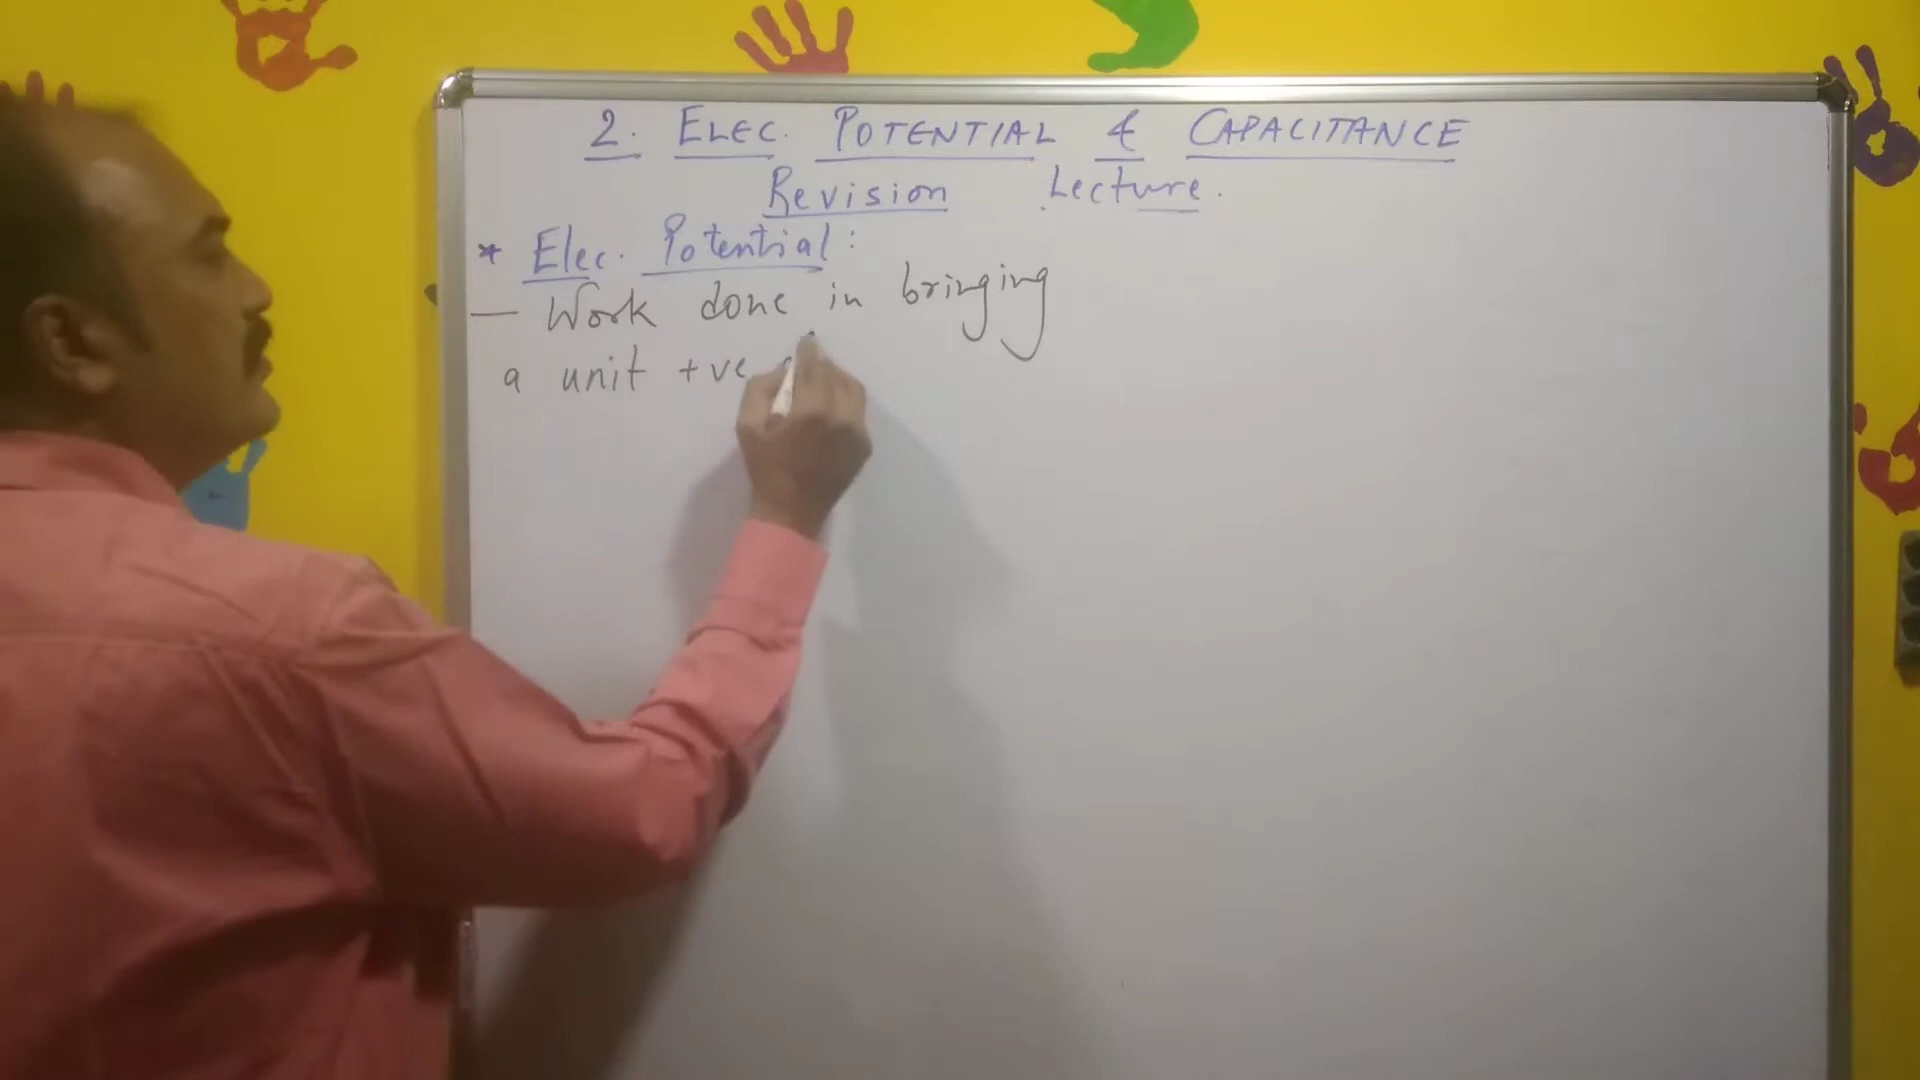 2. ELEC. POTENTIAL & CAPACITANCE
Revision Lecture.
* Elec. Potential:
— Work done in bringing
a unit +ve